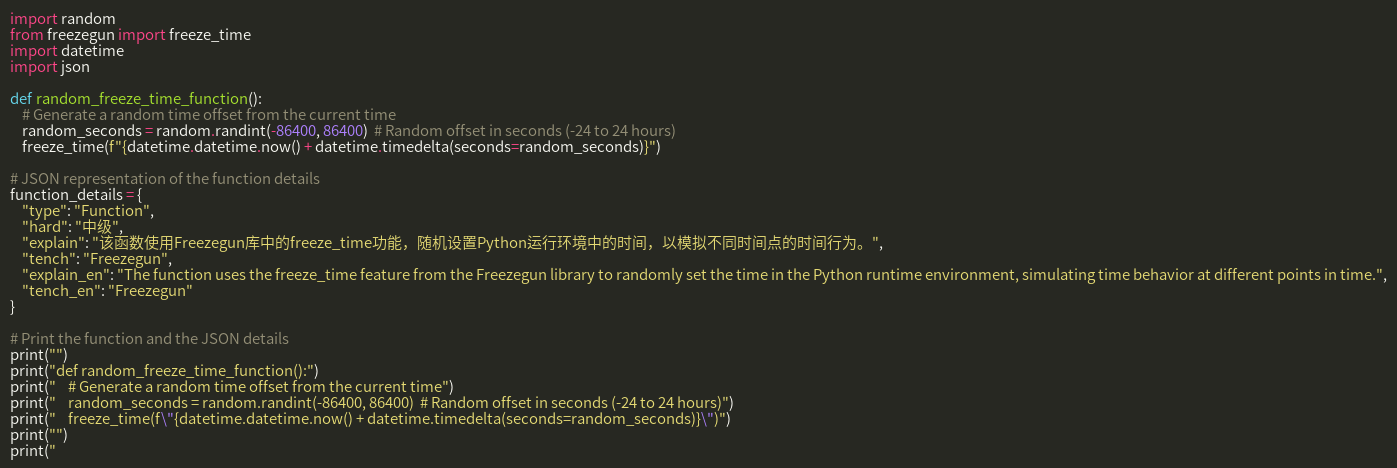 import random
from freezegun import freeze_time
import datetime
import json

def random_freeze_time_function():
    # Generate a random time offset from the current time
    random_seconds = random.randint(-86400, 86400)  # Random offset in seconds (-24 to 24 hours)
    freeze_time(f"{datetime.datetime.now() + datetime.timedelta(seconds=random_seconds)}")

# JSON representation of the function details
function_details = {
    "type": "Function",
    "hard": "中级",
    "explain": "该函数使用Freezegun库中的freeze_time功能，随机设置Python运行环境中的时间，以模拟不同时间点的时间行为。",
    "tench": "Freezegun",
    "explain_en": "The function uses the freeze_time feature from the Freezegun library to randomly set the time in the Python runtime environment, simulating time behavior at different points in time.",
    "tench_en": "Freezegun"
}

# Print the function and the JSON details
print("")
print("def random_freeze_time_function():")
print("    # Generate a random time offset from the current time")
print("    random_seconds = random.randint(-86400, 86400)  # Random offset in seconds (-24 to 24 hours)")
print("    freeze_time(f\"{datetime.datetime.now() + datetime.timedelta(seconds=random_seconds)}\")")
print("")
print("